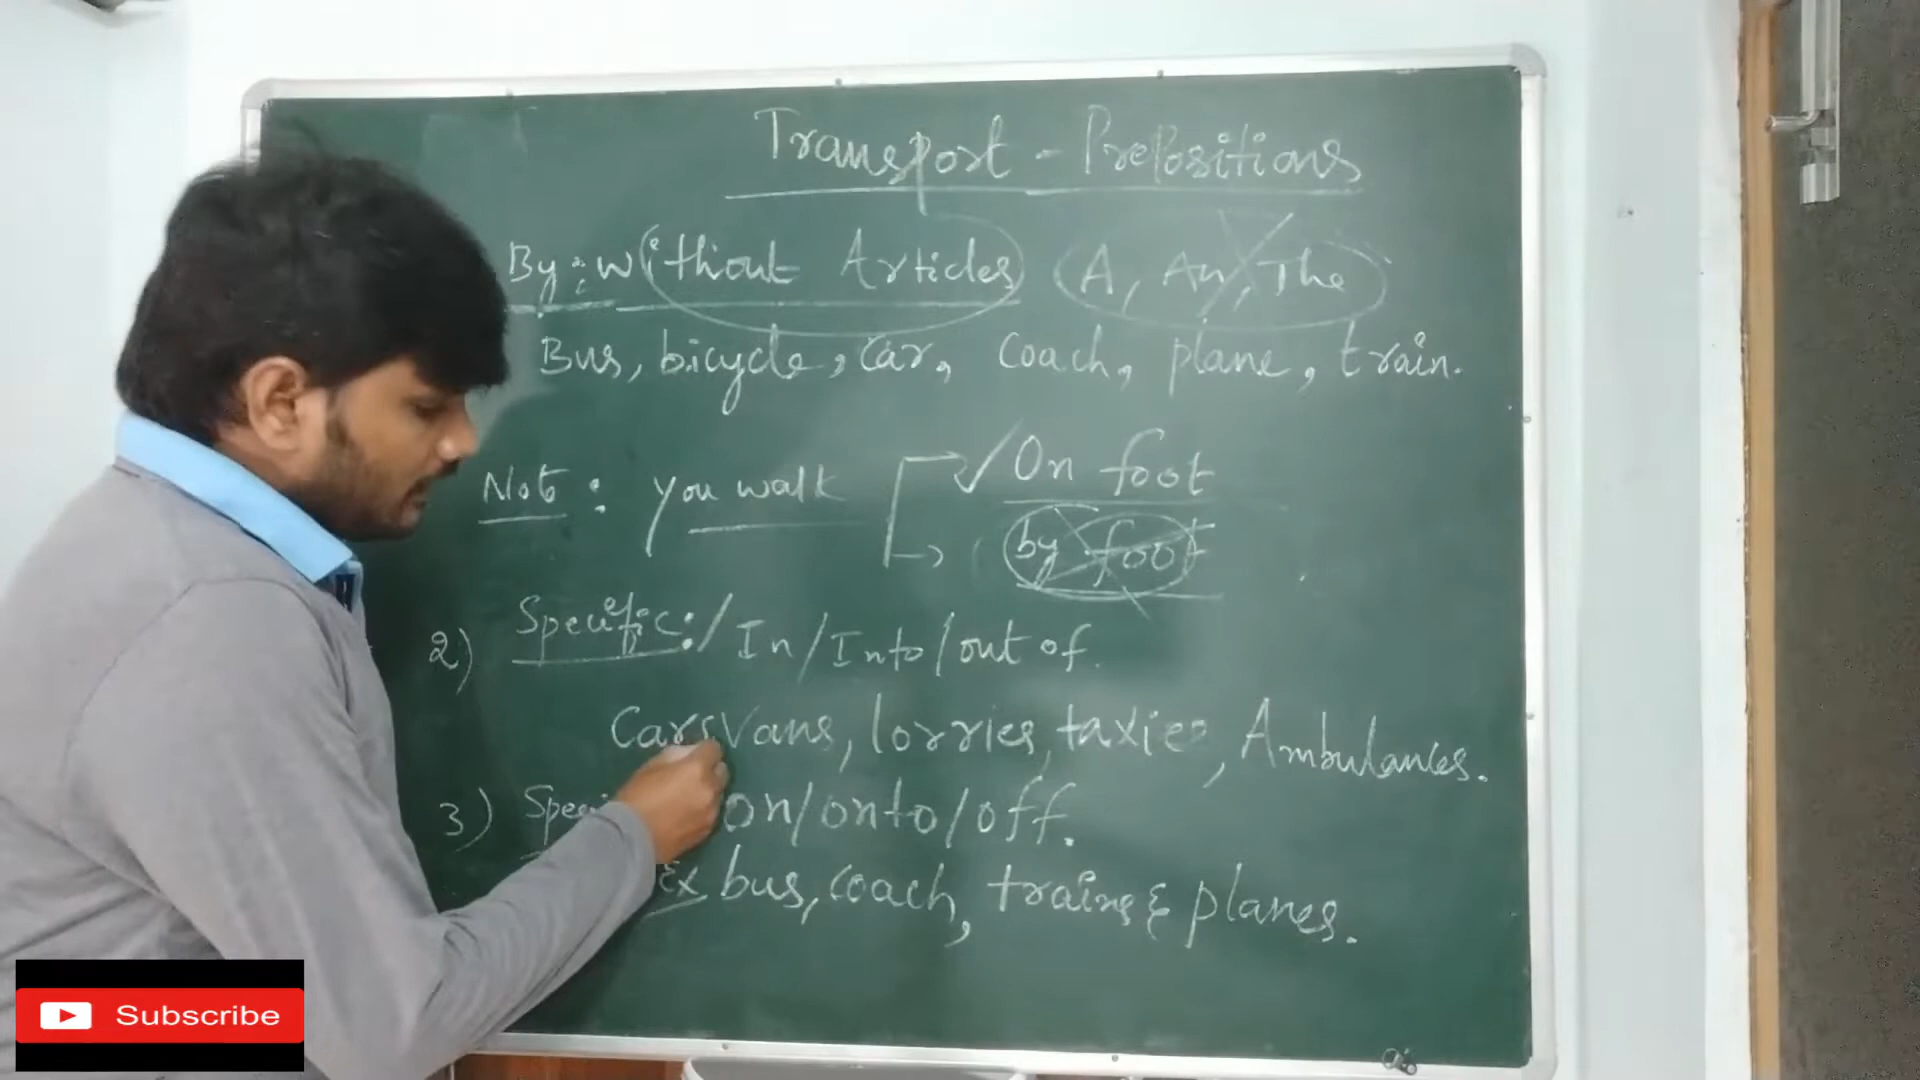 Transport - Prepositions
By: without Articles A, An, The
Bus, bicycle, car, coach, plane, train.
Note: you walk On foot
by foot
2) Specific:/ In/Into/out of.
Cars Vans, lorries, taxies, Ambulances.
3) on/onto/off.
Ex bus, coach, trains & planes.
Subscribe